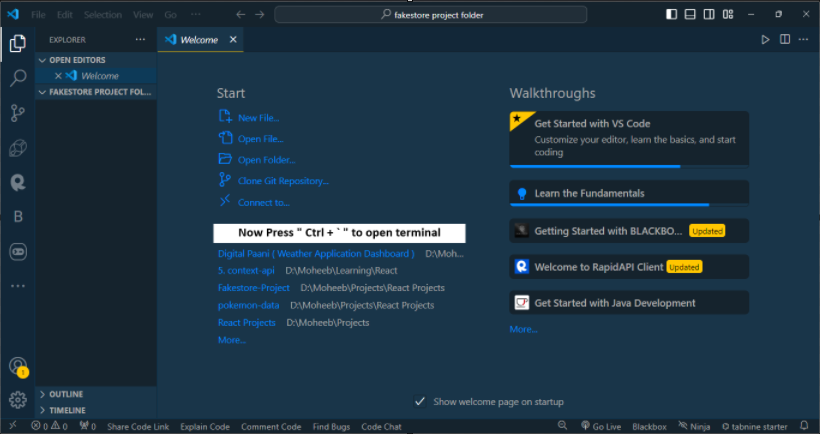 File Edit Selection View Go ···
fakestore project folder
EXPLORER ···
Welcome
OPEN EDITORS
Welcome
FAKESTORE PROJECT FOL...
Start
New File...
Open File...
Open Folder...
Clone Git Repository...
Connect to...
Now Press " Ctrl + ` " to open terminal
Digital Paani ( Weather Application Dashboard ) D:\Mohe...
5. context-api D:\Moheeb\Learning\React
Fakestore-Project D:\Moheeb\Projects\React Projects
pokemon-data D:\Moheeb\Projects\React Projects
React Projects D:\Moheeb\Projects
More...
Walkthroughs
Get Started with VS Code
Customize your editor, learn the basics, and start
coding
Learn the Fundamentals
Getting Started with BLACKBO... Updated
Welcome to RapidAPI Client Updated
Get Started with Java Development
More...
Show welcome page on startup
B
1
OUTLINE
TIMELINE
0 0 0 Share Code Link Explain Code Comment Code Find Bugs Code Chat Go Live Blackbox Ninja tabnine starter